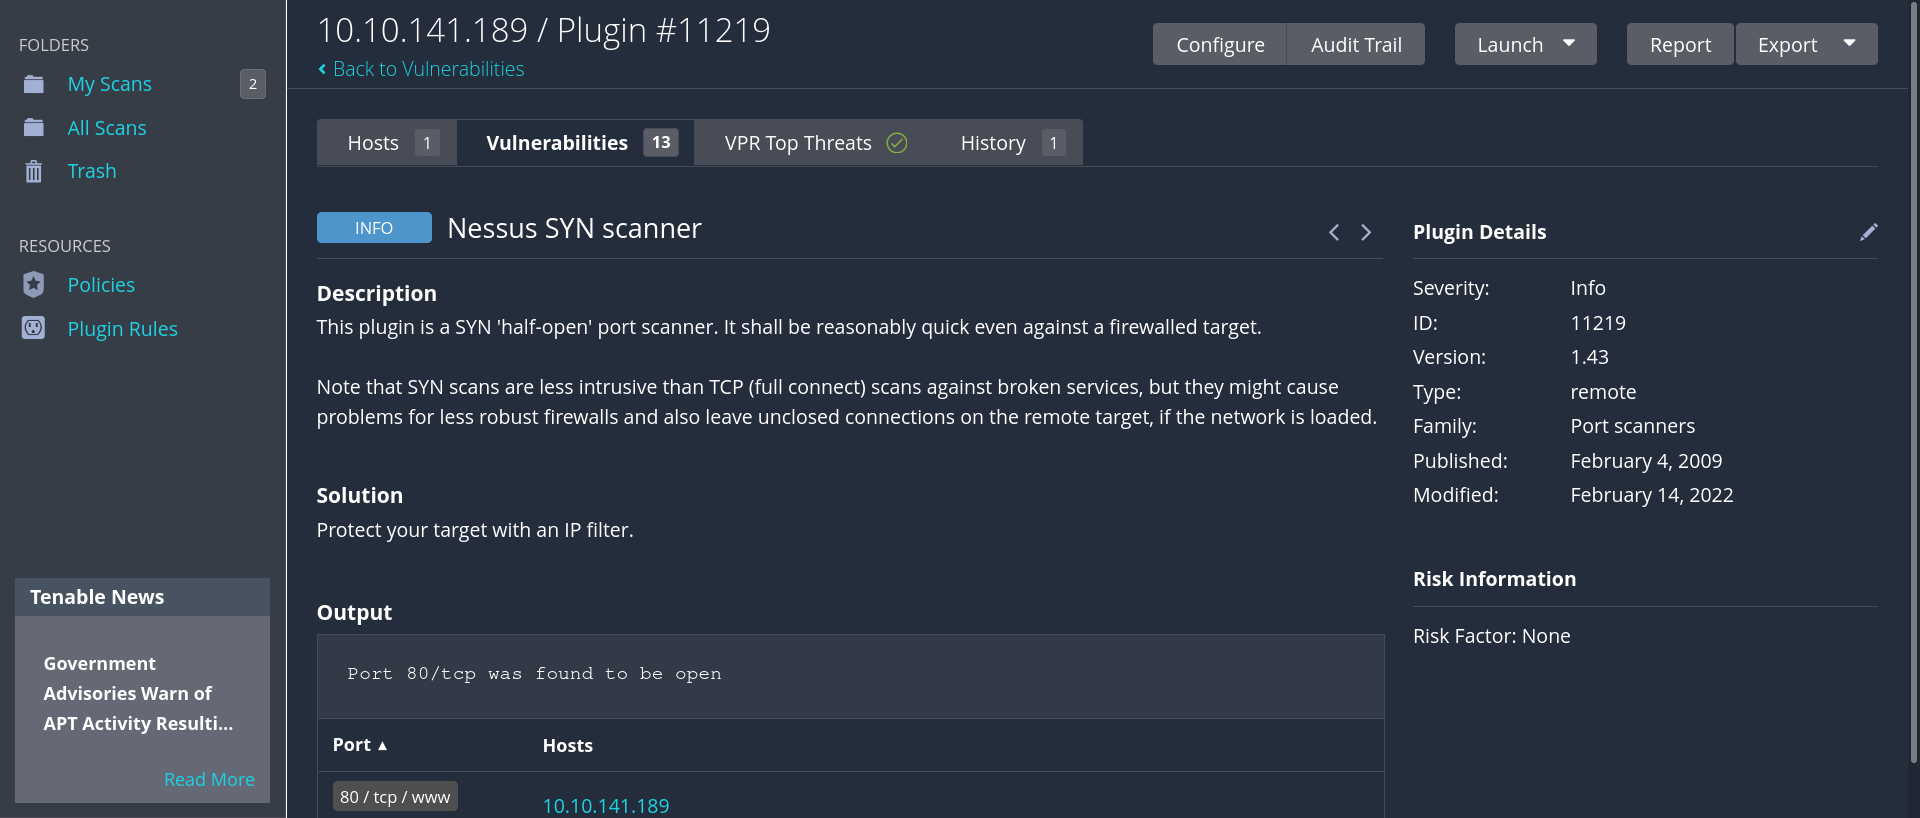 FOLDERS
My Scans 2
All Scans
Trash
RESOURCES
Policies
Plugin Rules
Tenable News
Government
Advisories Warn of
APT Activity Resulti...
Read More
10.10.141.189 / Plugin #11219
Back to Vulnerabilities
Configure Audit Trail Launch Report Export
Hosts 1 Vulnerabilities 13 VPR Top Threats History 1
INFO Nessus SYN scanner
Description
This plugin is a SYN 'half-open' port scanner. It shall be reasonably quick even against a firewalled target.
Note that SYN scans are less intrusive than TCP (full connect) scans against broken services, but they might cause
problems for less robust firewalls and also leave unclosed connections on the remote target, if the network is loaded.
Solution
Protect your target with an IP filter.
Output
Port 80/tcp was found to be open
Port ▲ Hosts
80 / tcp / www 10.10.141.189
Plugin Details
Severity: Info
ID: 11219
Version: 1.43
Type: remote
Family: Port scanners
Published: February 4, 2009
Modified: February 14, 2022
Risk Information
Risk Factor: None